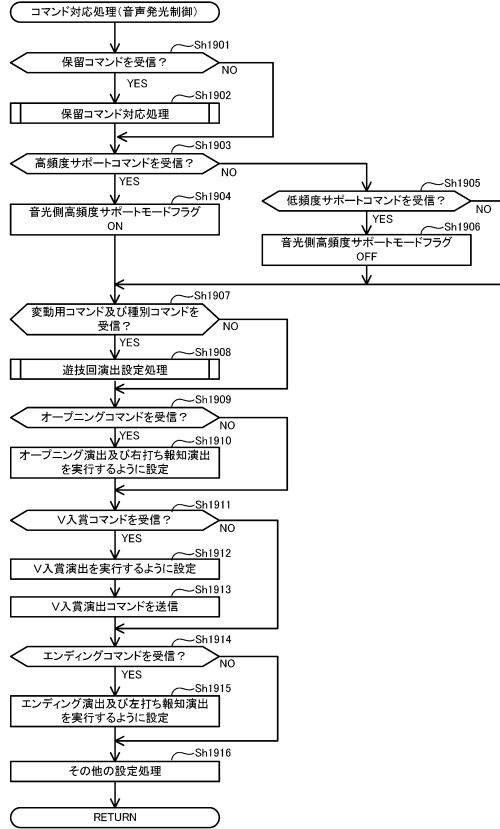 コマンド対応処理(音声発光制御)
Sh1901
保留コマンドを受信?
NO
YES
Sh1902
保留コマンド対応処理
Sh1903
高頻度サポートコマンドを受信?
NO
YES
Sh1904
音光側高頻度サポートモードフラグ
ON
Sh1905
低頻度サポートコマンドを受信?
NO
YES
Sh1906
音光側高頻度サポートモードフラグ
OFF
Sh1907
変動用コマンド及び種別コマンドを
受信?
NO
YES
Sh1908
遊技回演出設定処理
Sh1909
オープニングコマンドを受信?
NO
YES
Sh1910
オープニング演出及び右打ち報知演出
を実行するように設定
Sh1911
V入賞コマンドを受信?
NO
YES
Sh1912
V入賞演出を実行するように設定
Sh1913
V入賞演出コマンドを送信
Sh1914
エンディングコマンドを受信?
NO
YES
Sh1915
エンディング演出及び左打ち報知演出
を実行するように設定
Sh1916
その他の設定処理
RETURN